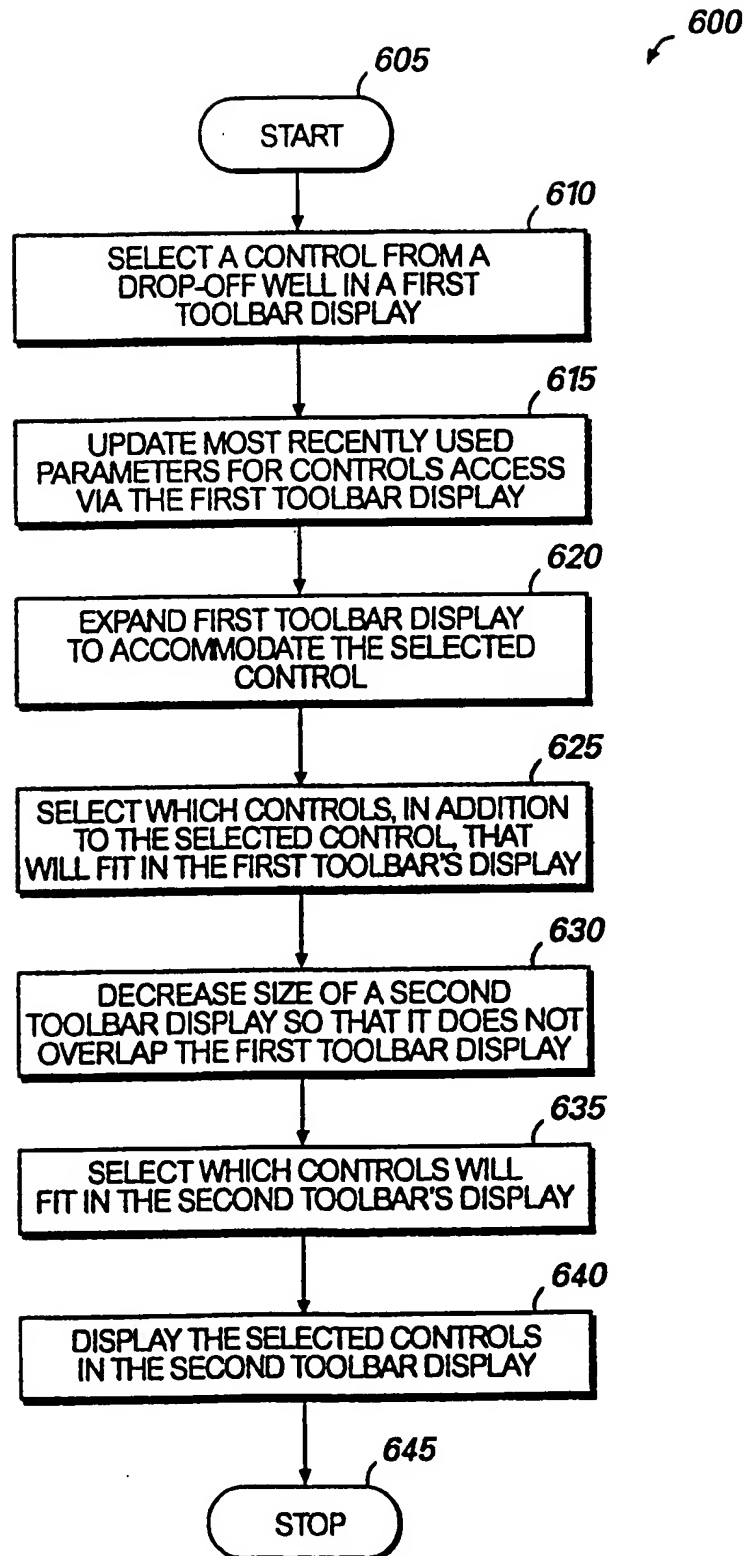 600
605
START
610
SELECT A CONTROL FROM A
DROP-OFF WELL IN A FIRST
TOOLBAR DISPLAY
615
UPDATE MOST RECENTLY USED
PARAMETERS FOR CONTROLS ACCESS
VIA THE FIRST TOOLBAR DISPLAY
620
EXPAND FIRST TOOLBAR DISPLAY
TO ACCOMMODATE THE SELECTED
CONTROL
625
SELECT WHICH CONTROLS, IN ADDITION
TO THE SELECTED CONTROL, THAT
WILL FIT IN THE FIRST TOOLBAR'S DISPLAY
630
DECREASE SIZE OF A SECOND
TOOLBAR DISPLAY SO THAT IT DOES NOT
OVERLAP THE FIRST TOOLBAR DISPLAY
635
SELECT WHICH CONTROLS WILL
FIT IN THE SECOND TOOLBAR'S DISPLAY
640
DISPLAY THE SELECTED CONTROLS
IN THE SECOND TOOLBAR DISPLAY
645
STOP